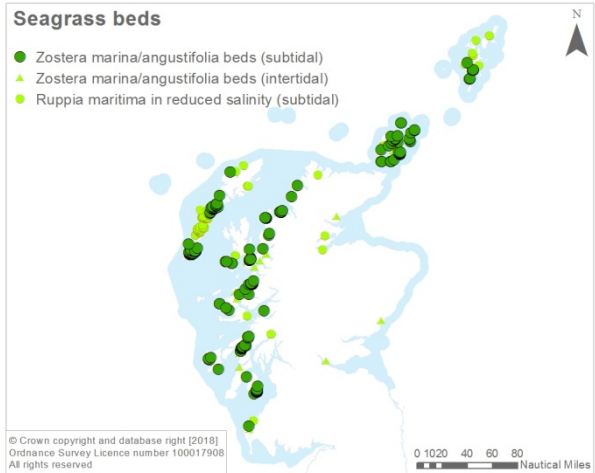 Seagrass beds
Zostera marina/angustifolia beds (subtidal)
Zostera marina/angustifolia beds (intertidal)
Ruppia maritima in reduced salinity (subtidal)
N
© Crown copyright and database right [2018]
Ordnance Survey Licence number 100017908
All rights reserved
0 1020 40 60 80
Nautical Miles